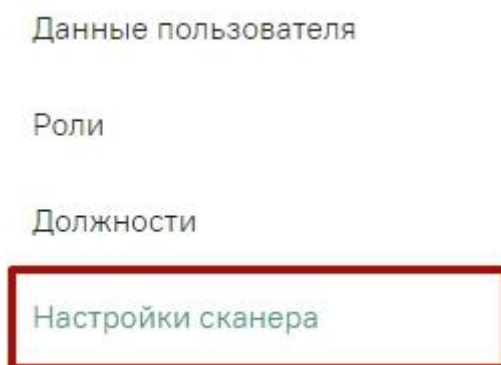 Данные пользователя
Роли
Должности
Настройки сканера